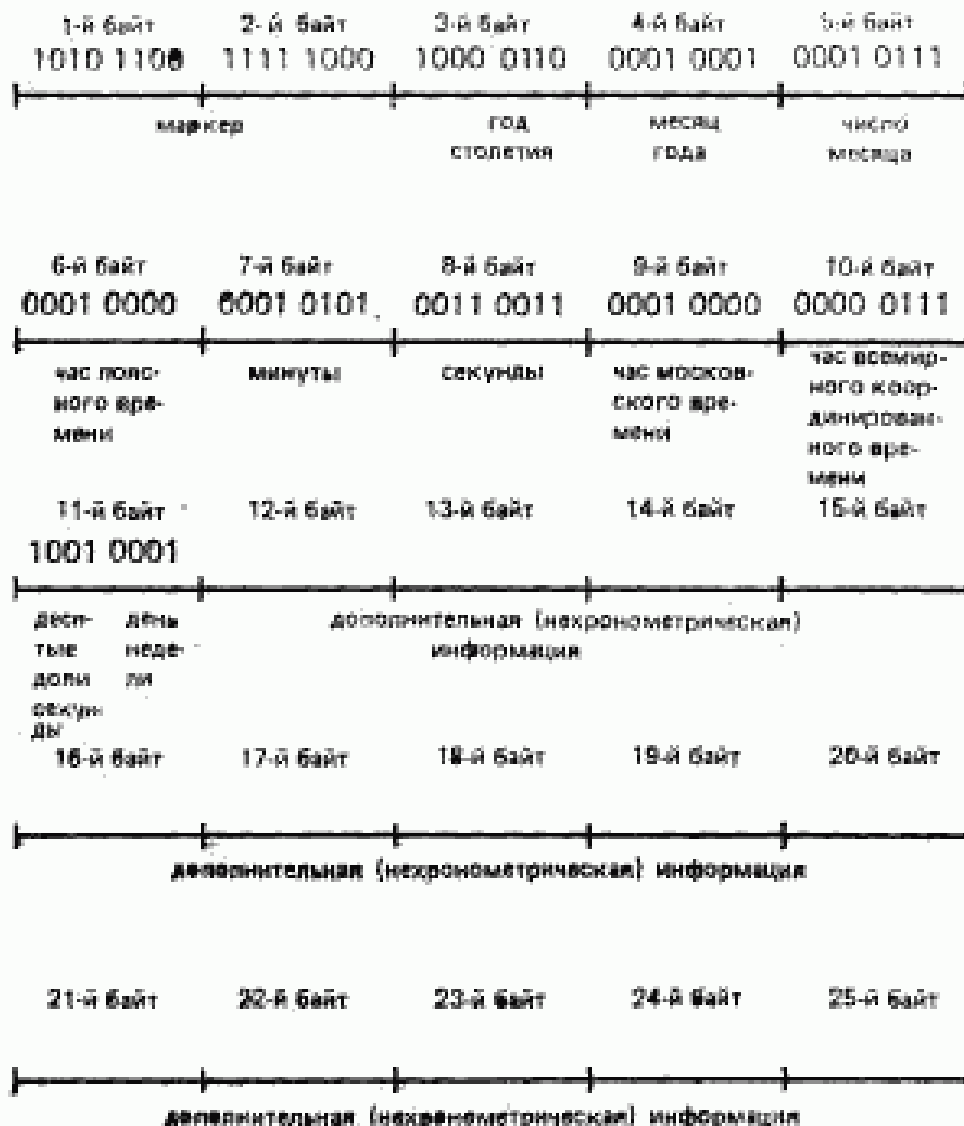 1-й байт 2-й байт 3-й байт 4-й байт 5-й байт
1010 1100 1111 1000 1000 0110 0001 0001 0001 0111
маркер год месяц число
столетия года месяца
6-й байт 7-й байт 8-й байт 9-й байт 10-й байт
0001 0000 0001 0101 0011 0011 0001 0000 0000 0111
час пояс- минуты секунды час москов- час всемир-
ного вре- ского вре- ного коор-
мени мени динирован-
ного вре-
мени
11-й байт 12-й байт 13-й байт 14-й байт 15-й байт
1001 0001
деся- день дополнительная (нехронометрическая)
тые неде- информация
доли ли
секун-
ды
16-й байт 17-й байт 18-й байт 19-й байт 20-й байт
дополнительная (нехронометрическая) информация
21-й байт 22-й байт 23-й байт 24-й байт 25-й байт
дополнительная (нехронометрическая) информация